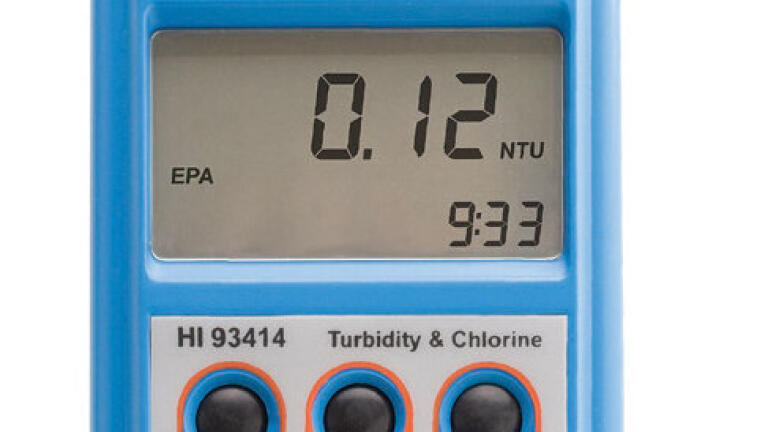 0.12 NTU
EPA
9:33
HI 93414 Turbidity & Chlorine